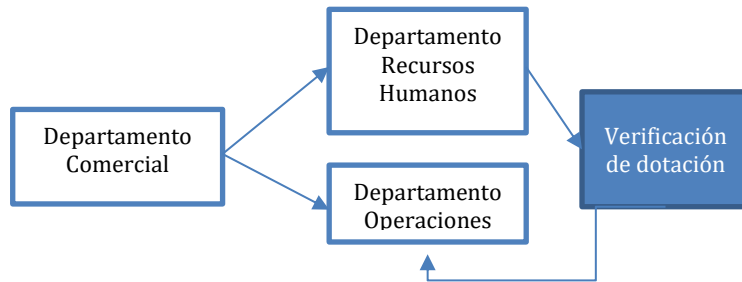 Departamento
Comercial
Departamento
Recursos
Humanos
Departamento
Operaciones
Verificación
de dotación